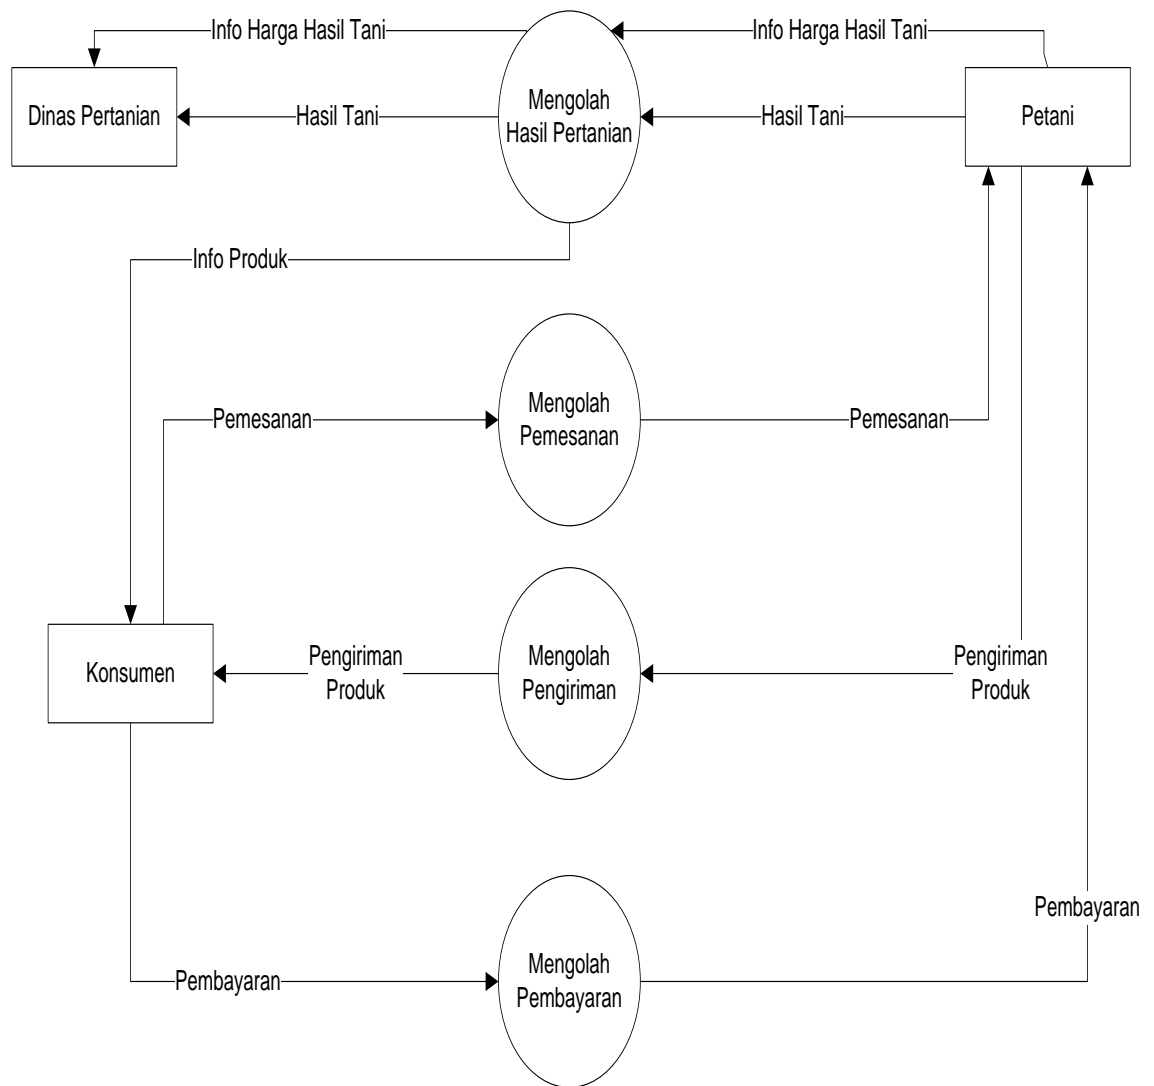 Info Harga Hasil Tani
Info Harga Hasil Tani
Dinas Pertanian
Hasil Tani
Mengolah
Hasil Pertanian
Hasil Tani
Petani
Info Produk
Pemesanan
Mengolah
Pemesanan
Pemesanan
Konsumen
Pengiriman
Produk
Mengolah
Pengiriman
Pengiriman
Produk
Pembayaran
Mengolah
Pembayaran
Pembayaran